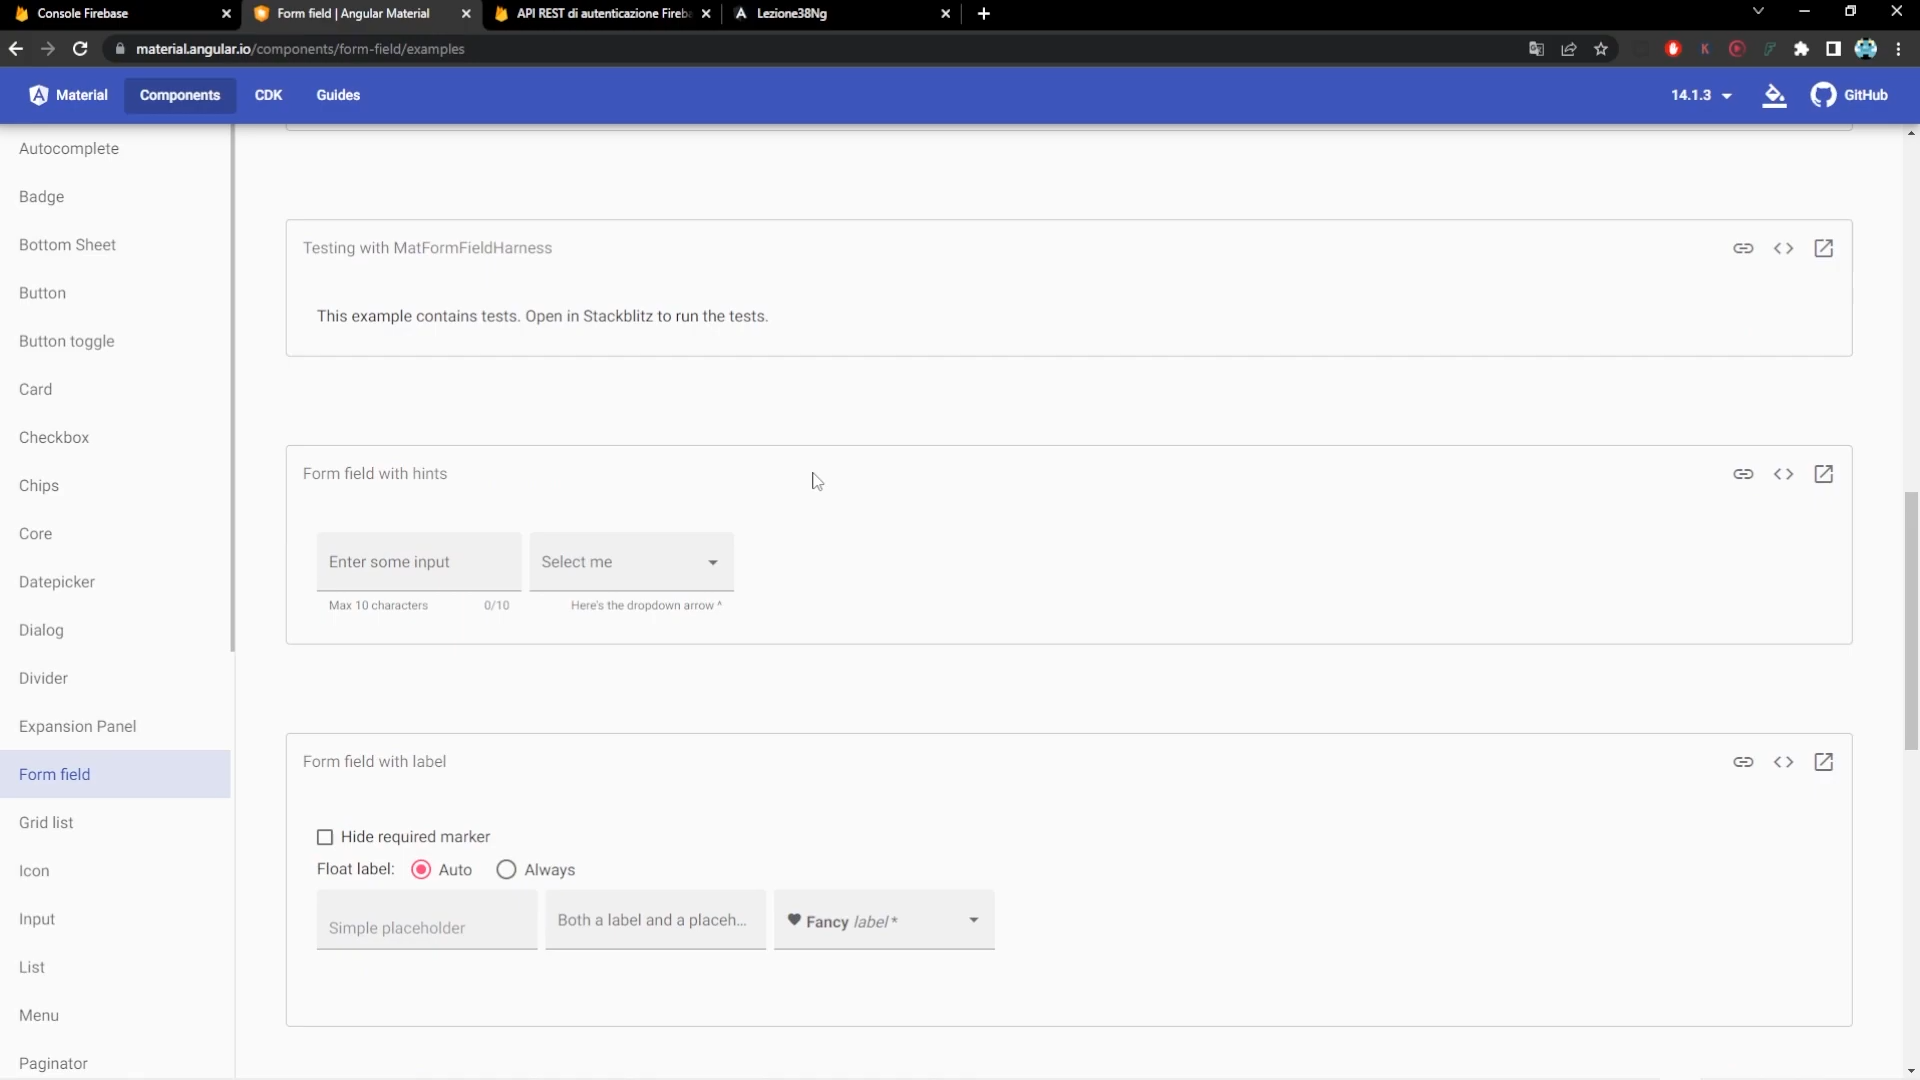 Console Firebase
Form field | Angular Material
API REST di autenticazione Fireb
Lezione38Ng
material.angular.io/components/form-field/examples
Material
Components
CDK
Guides
14.1.3
GitHub
Autocomplete
Badge
Bottom Sheet
Button
Button toggle
Card
Checkbox
Chips
Core
Datepicker
Dialog
Divider
Expansion Panel
Form field
Grid list
Icon
Input
List
Menu
Paginator
Testing with MatFormFieldHarness
This example contains tests. Open in Stackblitz to run the tests.
Form field with hints
Enter some input
Select me
Max 10 characters
0/10
Here's the dropdown arrow ^
Form field with label
Hide required marker
Float label: Auto Always
Simple placeholder
Both a label and a placeh...
Fancy label *